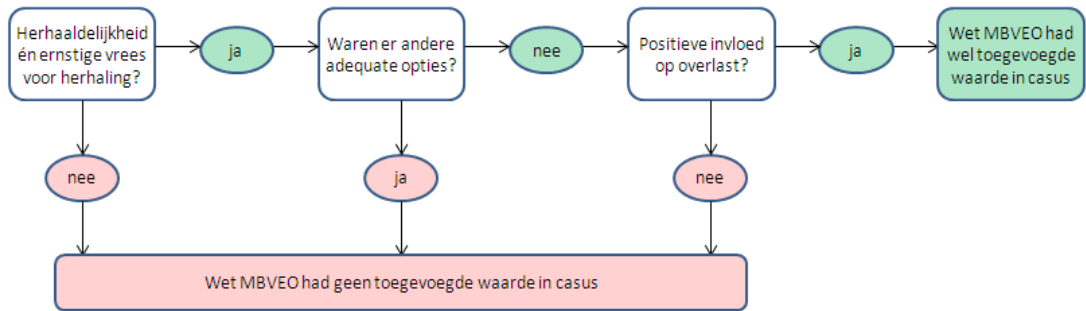 Herhaaldelijkheid
én ernstige vrees
voor herhaling?
ja
Waren er andere
adequate opties?
nee
Positieve invloed
op overlast?
ja
Wet MBVEO had
wel toegevoegde
waarde in casus
nee
ja
nee
Wet MBVEO had geen toegevoegde waarde in casus